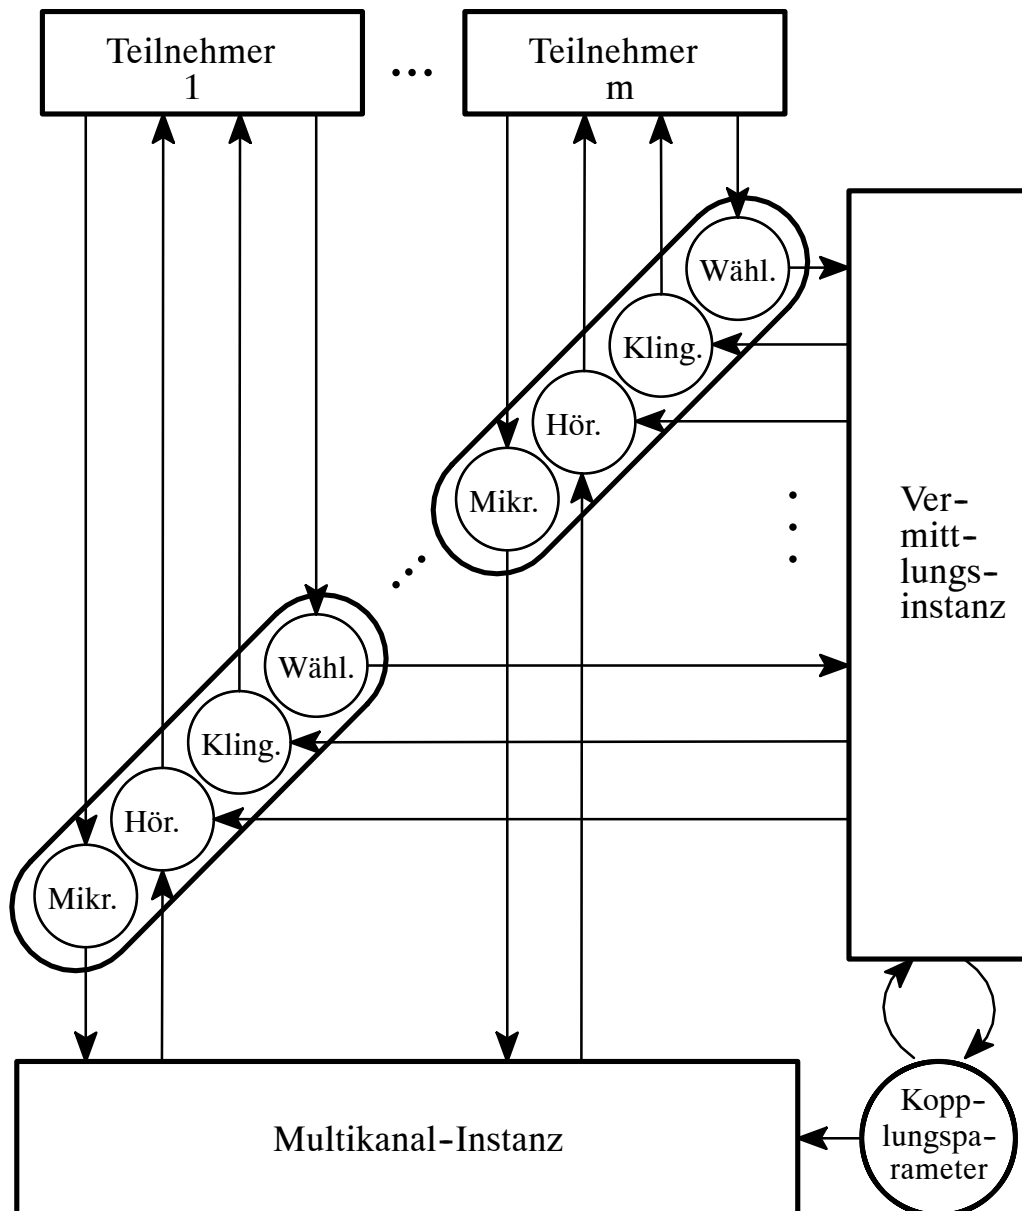 Teilnehmer
1
...
Teilnehmer
m
Wähl.
Kling.
Hör.
Mikr.
Wähl.
Kling.
Hör.
Mikr.
Ver-
mitt-
lungs-
instanz
Multikanal-Instanz
Kopp-
lungspa-
rameter